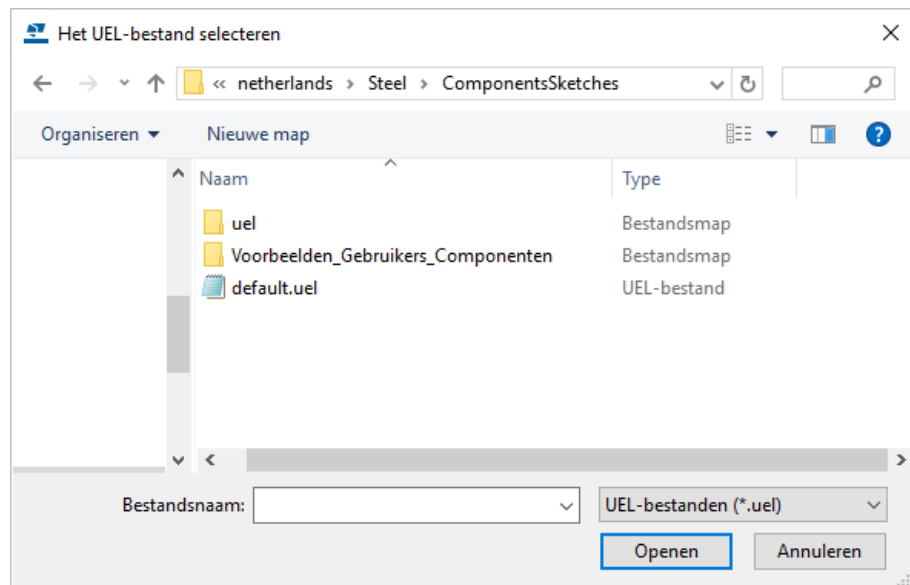 Het UEL-bestand selecteren
« netherlands > Steel > ComponentsSketches
Organiseren Nieuwe map
Naam Type
uel Bestandsmap
Voorbeelden_Gebruikers_Componenten Bestandsmap
default.uel UEL-bestand
Bestandsnaam: UEL-bestanden (*.uel)
Openen Annuleren